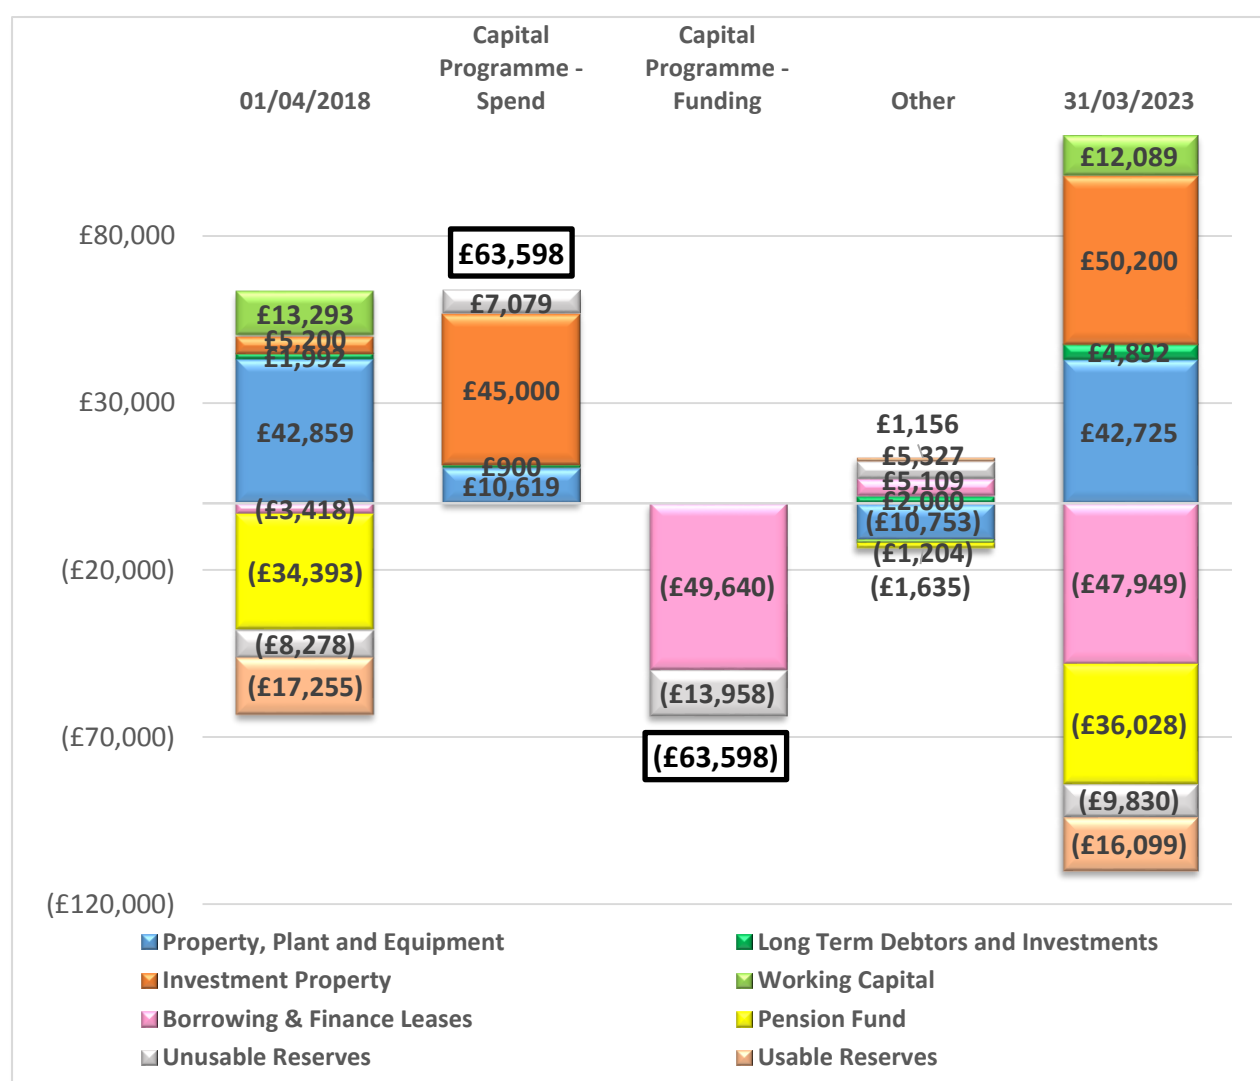 Capital
Programme -
Spend
Capital
Programme -
Funding
01/04/2018
Other
31/03/2023
£80,000
£30,000
(£20,000)
(£70,000)
(£120,000)
£13,293
£5,200
£1,992
£42,859
(£3,418)
(£34,393)
(£8,278)
(£17,255)
£63,598
£7,079
£45,000
£900
£10,619
(£49,640)
(£13,958)
(£63,598)
£1,156
£5,327
£5,109
£2,000
(£10,753)
(£1,204)
(£1,635)
£12,089
£50,200
£4,892
£42,725
(£47,949)
(£36,028)
(£9,830)
(£16,099)
Property, Plant and Equipment
Long Term Debtors and Investments
Investment Property
Working Capital
Borrowing & Finance Leases
Pension Fund
Unusable Reserves
Usable Reserves